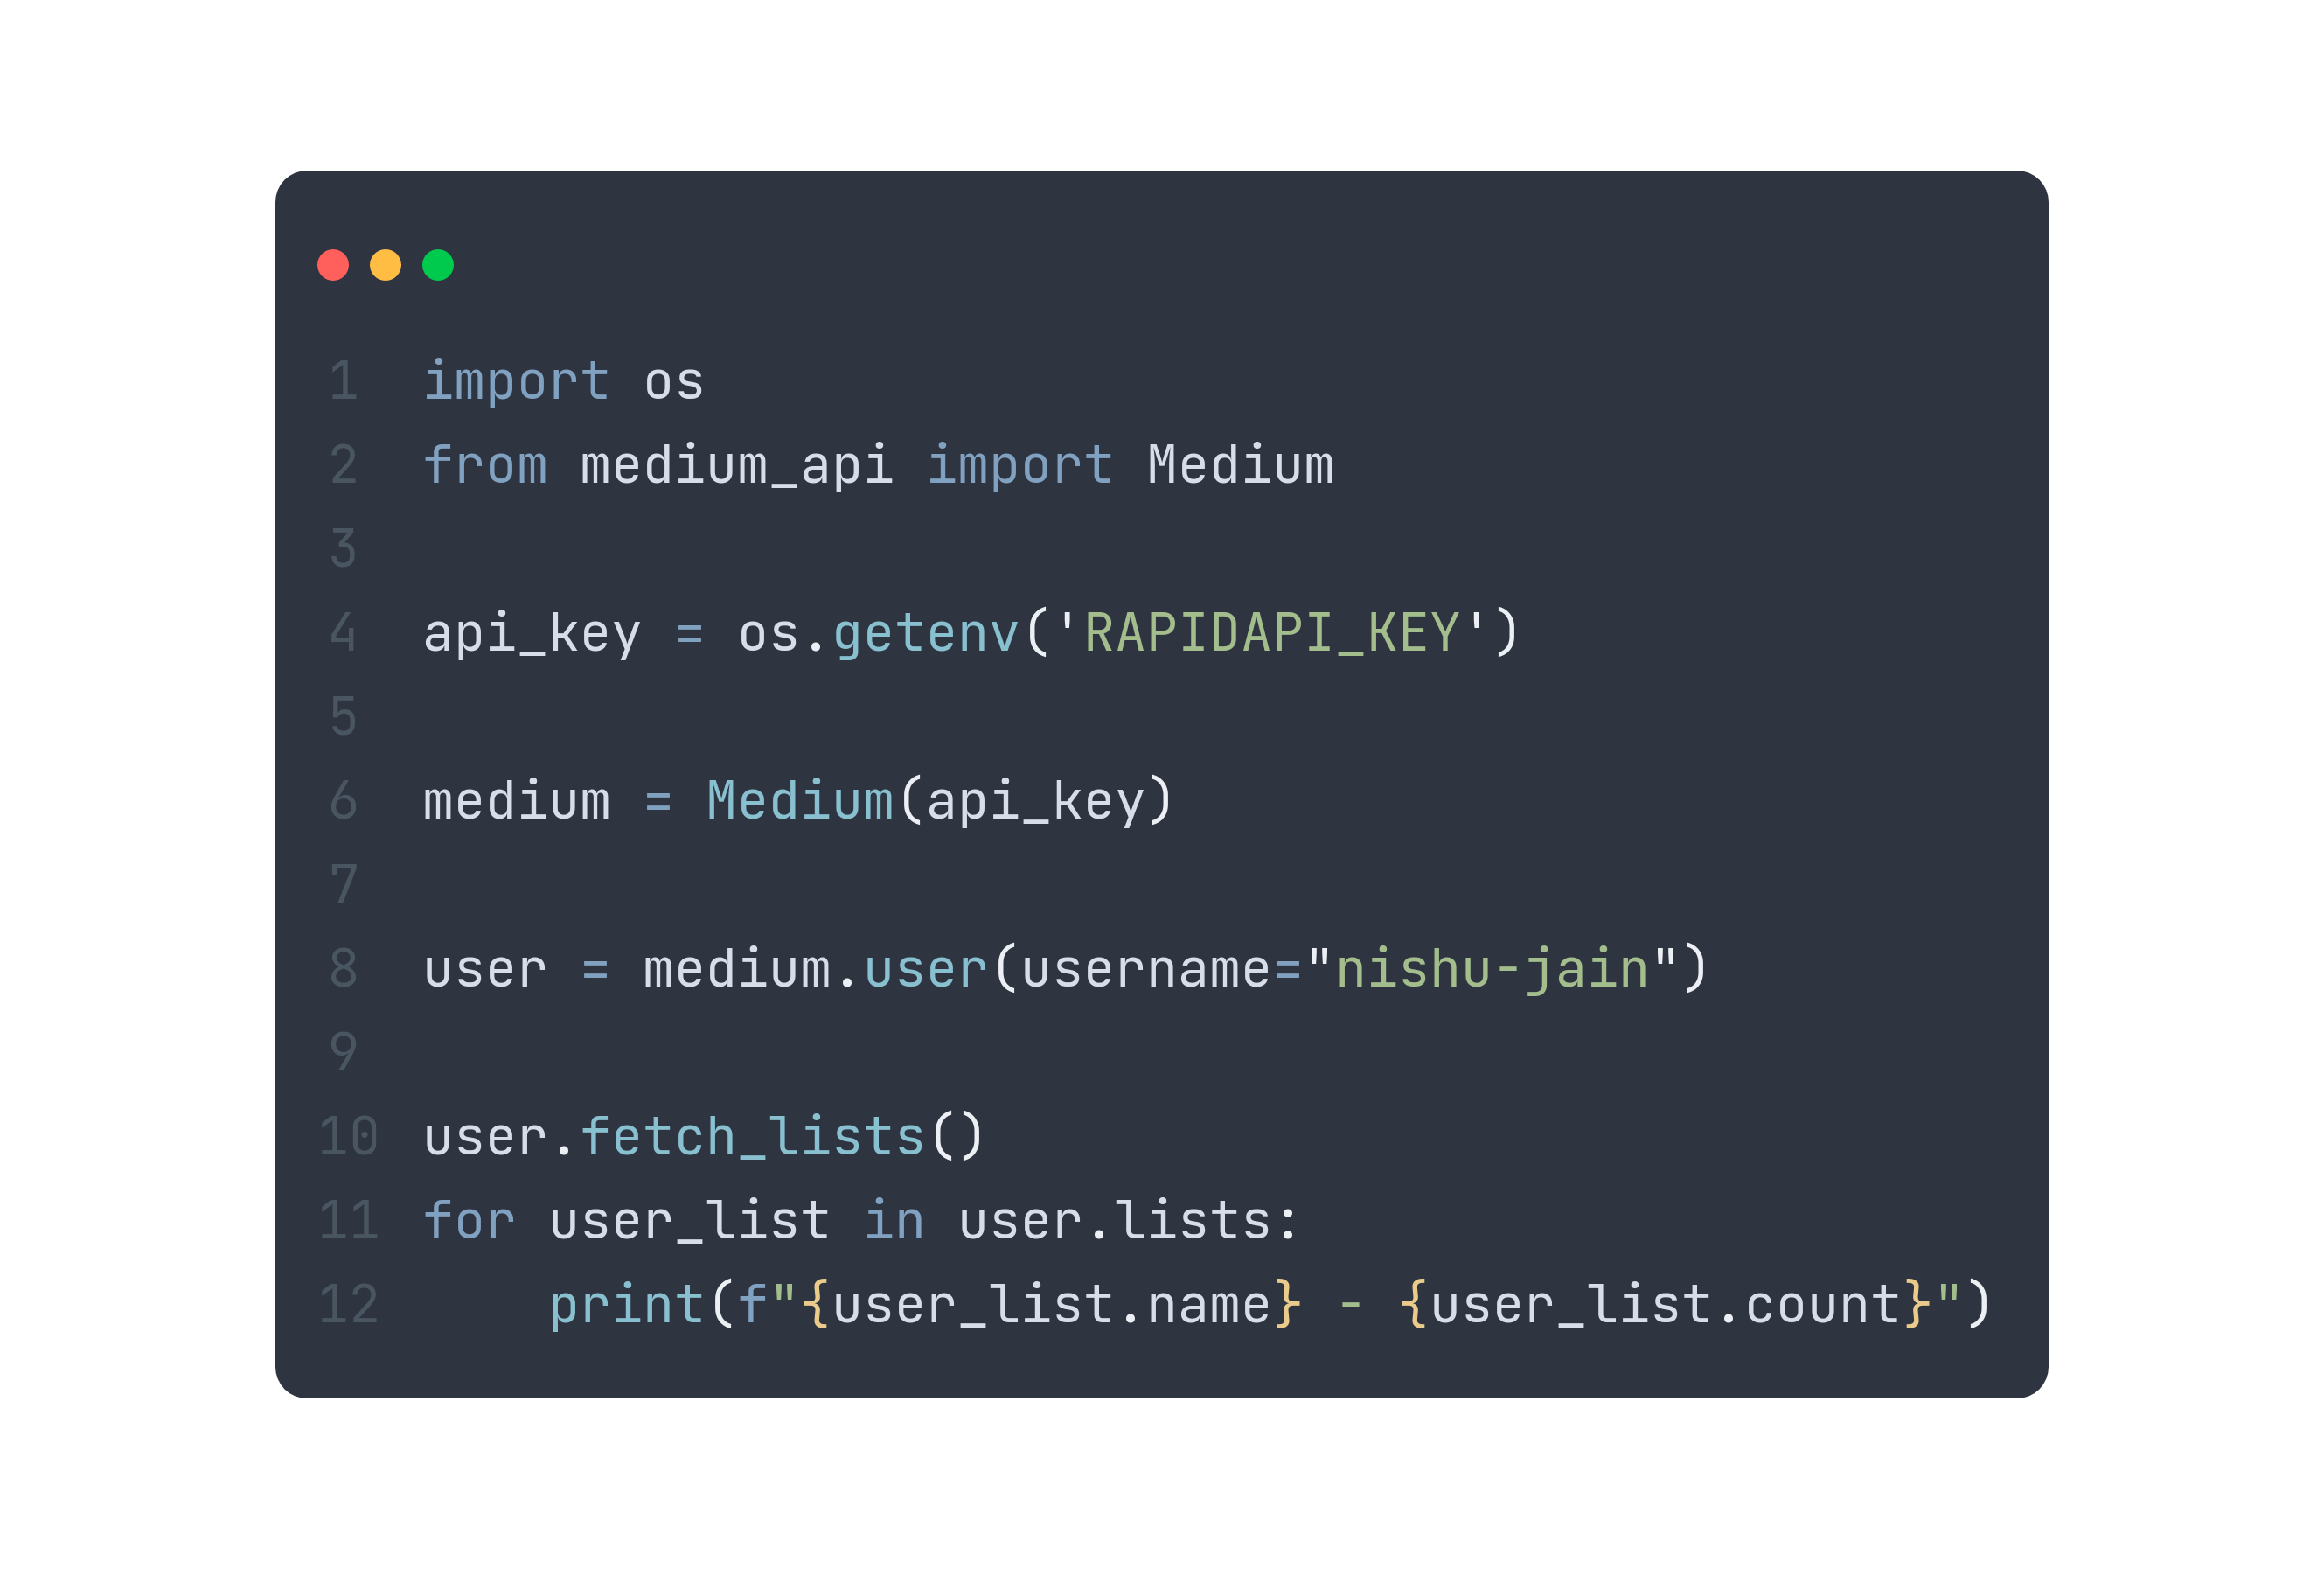 1 import os
2 from medium_api import Medium
3
4 api_key = os.getenv('RAPIDAPI_KEY')
5
6 medium = Medium(api_key)
7
8 user = medium.user(username="nishu-jain")
9
10 user.fetch_lists()
11 for user_list in user.lists:
12     print(f"{user_list.name} - {user_list.count}")